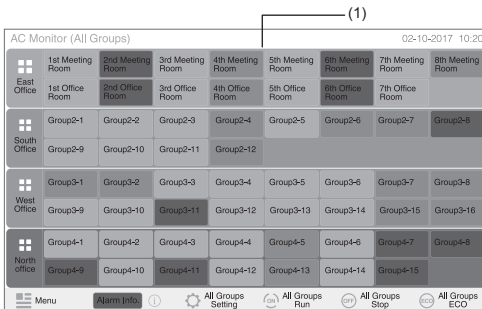 (1)
AC Monitor (All Groups) 02-10-2017 10:20
East Office
1st Meeting Room 2nd Meeting Room 3rd Meeting Room 4th Meeting Room 5th Meeting Room 6th Meeting Room 7th Meeting Room 8th Meeting Room
1st Office Room 2nd Office Room 3rd Office Room 4th Office Room 5th Office Room 6th Office Room 7th Office Room
South Office
Group2-1 Group2-2 Group2-3 Group2-4 Group2-5 Group2-6 Group2-7 Group2-8
Group2-9 Group2-10 Group2-11 Group2-12
West Office
Group3-1 Group3-2 Group3-3 Group3-4 Group3-5 Group3-6 Group3-7 Group3-8
Group3-9 Group3-10 Group3-11 Group3-12 Group3-13 Group3-14 Group3-15 Group3-16
North office
Group4-1 Group4-2 Group4-3 Group4-4 Group4-5 Group4-6 Group4-7 Group4-8
Group4-9 Group4-10 Group4-11 Group4-12 Group4-13 Group4-14 Group4-15
Menu Alarm Info. All Groups Setting ON All Groups Run OFF All Groups Stop ECO All Groups ECO